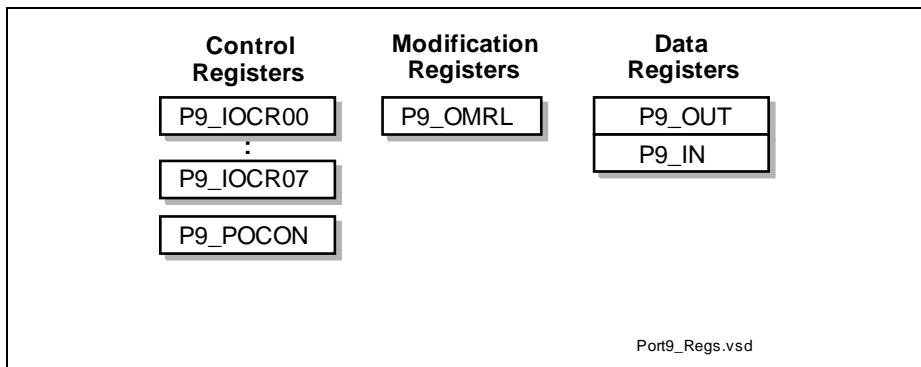 Control Registers
Modification Registers
Data Registers
P9_IOCR00
P9_OMRL
P9_OUT
:
P9_IN
P9_IOCR07
P9_POCON
Port9_Regs.vsd